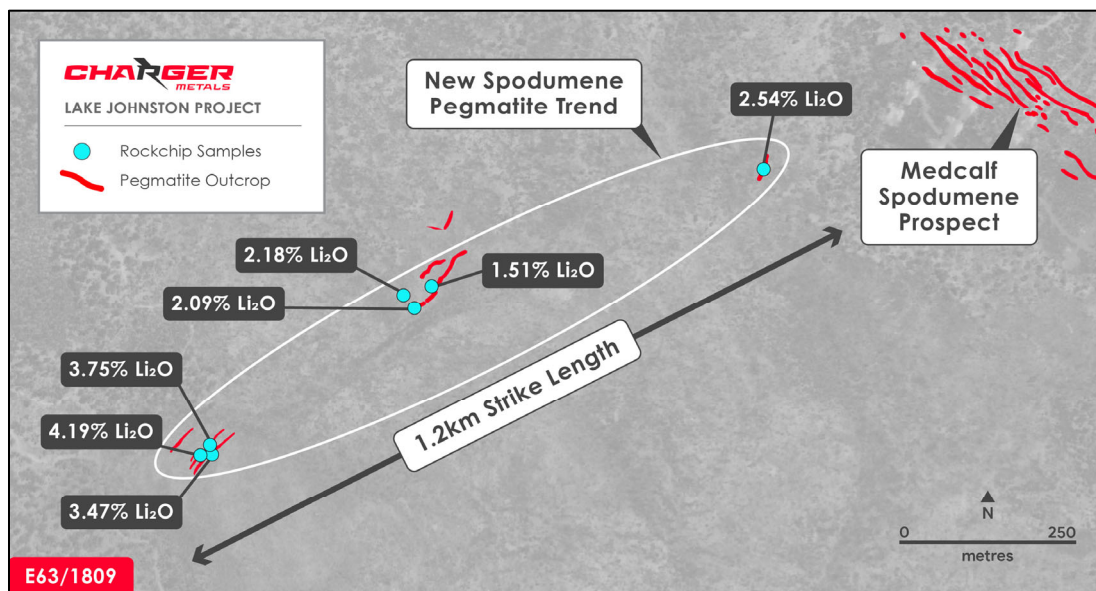 CHARGER
METALS
LAKE JOHNSTON PROJECT
Rockchip Samples
Pegmatite Outcrop
New Spodumene
Pegmatite Trend
2.54% Li₂O
Medcalf
Spodumene
Prospect
2.18% Li₂O
1.51% Li₂O
2.09% Li₂O
3.75% Li₂O
4.19% Li₂O
3.47% Li₂O
1.2km Strike Length
N
0 250
metres
E63/1809